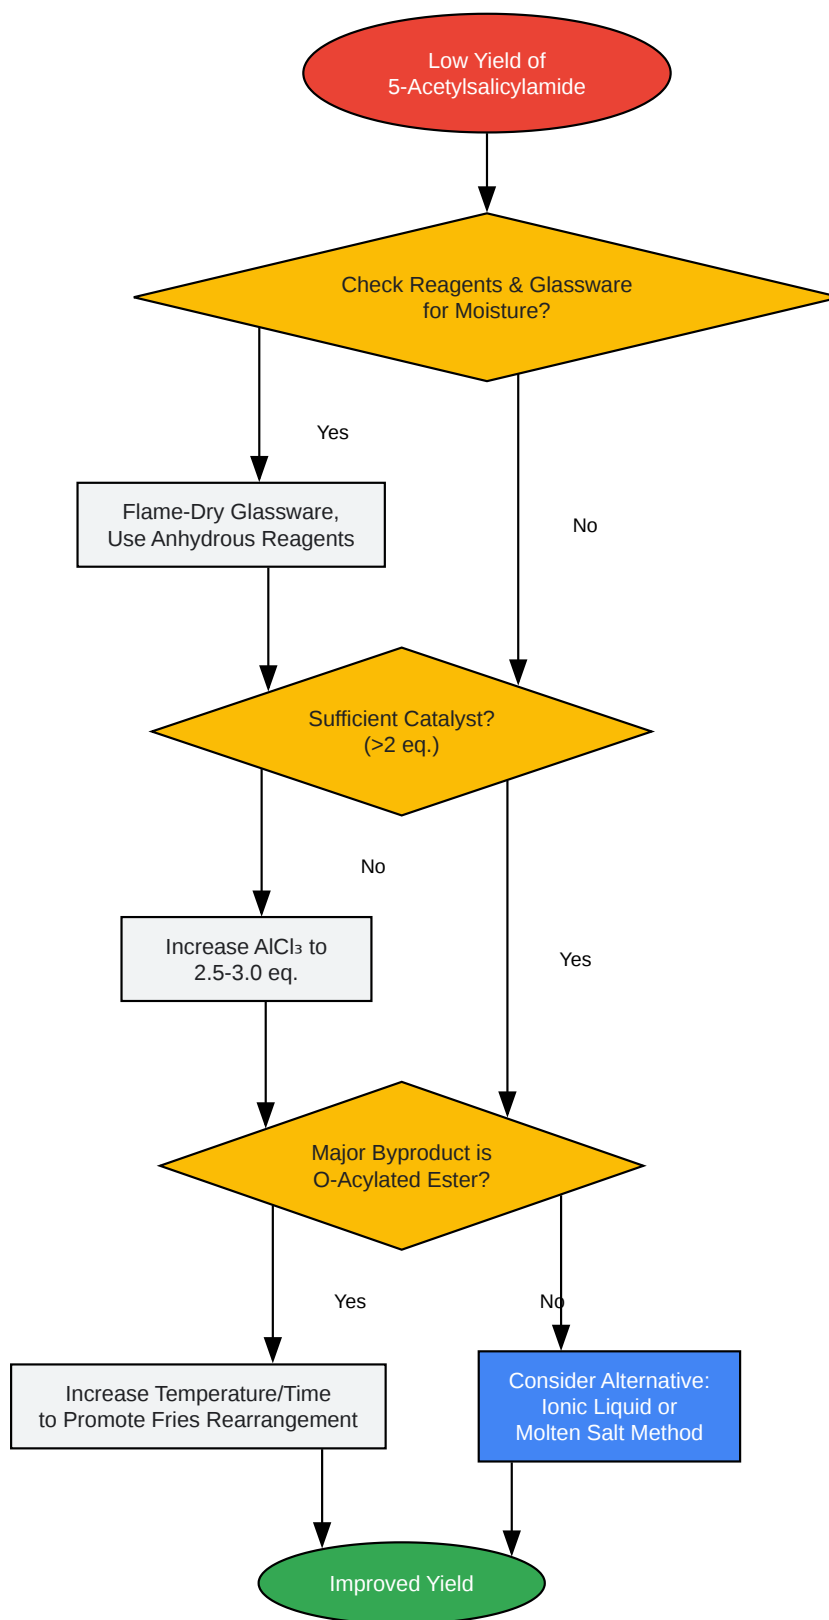 Low Yield of
5-Acetylsalicylamide
Check Reagents & Glassware
for Moisture?
Yes
Flame-Dry Glassware,
Use Anhydrous Reagents
No
Sufficient Catalyst?
(>2 eq.)
No
Increase AlCl₃ to
2.5-3.0 eq.
Yes
Major Byproduct is
O-Acylated Ester?
Yes
No
Increase Temperature/Time
to Promote Fries Rearrangement
Consider Alternative:
Ionic Liquid or
Molten Salt Method
Improved Yield